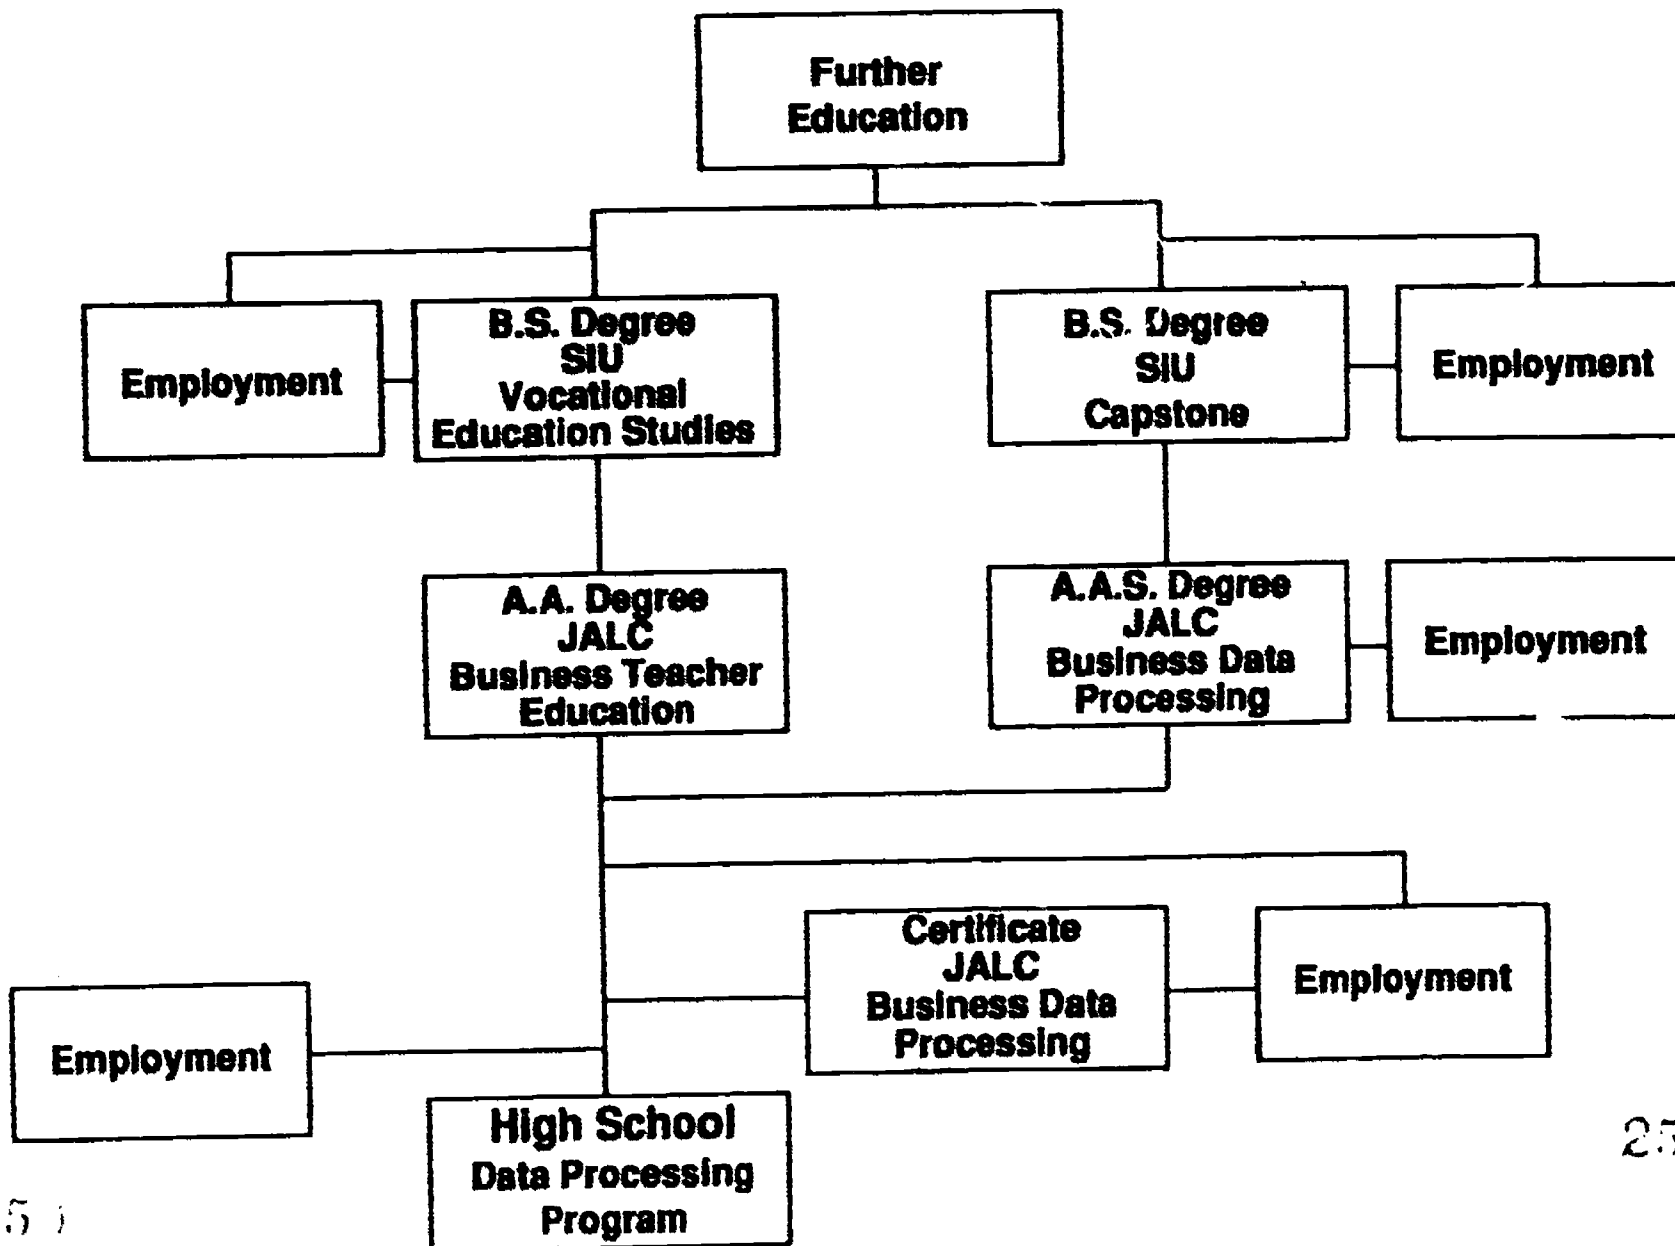 Further
Education
Employment
B.S. Degree
SIU
Vocational
Education Studies
B.S. Degree
SIU
Capstone
Employment
A.A. Degree
JALC
Business Teacher
Education
A.A.S. Degree
JALC
Business Data
Processing
Employment
Certificate
JALC
Business Data
Processing
Employment
Employment
High School
Data Processing
Program